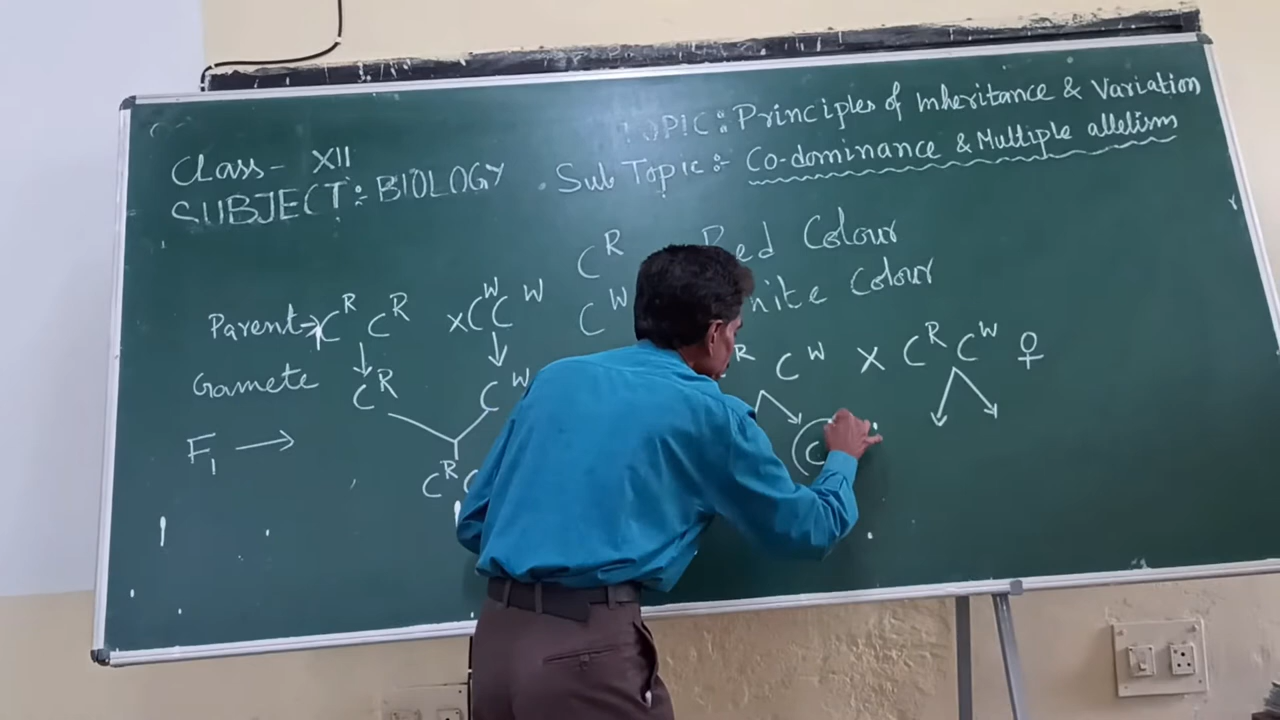 TOPIC:- Principles of Inheritance & Variation
Class- XII
SUBJECT:- BIOLOGY . Sub Topic:- Co-dominance & Multiple allelism
C^R Red Colour
C^W hite Colour
Parent→ C^R C^R x C^W C^W
R C^W X C^R C^W ♀
Gamete C^R C^W
F₁ → C
C^R C